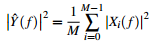 |Ŷ(f)|² = 1/M ∑_{i=0}^{M-1} |X_i(f)|²